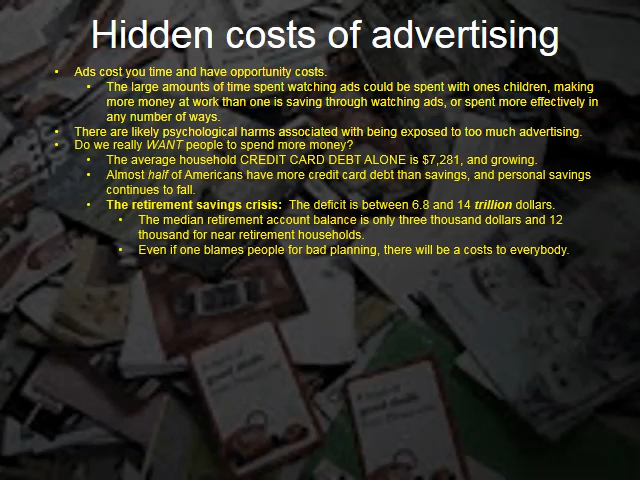 Hidden costs of advertising
• Ads cost you time and have opportunity costs.
• The large amounts of time spent watching ads could be spent with ones children, making
more money at work than one is saving through watching ads, or spent more effectively in
any number of ways.
• There are likely psychological harms associated with being exposed to too much advertising.
• Do we really WANT people to spend more money?
• The average household CREDIT CARD DEBT ALONE is $7,281, and growing.
• Almost half of Americans have more credit card debt than savings, and personal savings
continues to fall.
• The retirement savings crisis: The deficit is between 6.8 and 14 trillion dollars.
• The median retirement account balance is only three thousand dollars and 12
thousand for near retirement households.
• Even if one blames people for bad planning, there will be a costs to everybody.
good deals
good deals